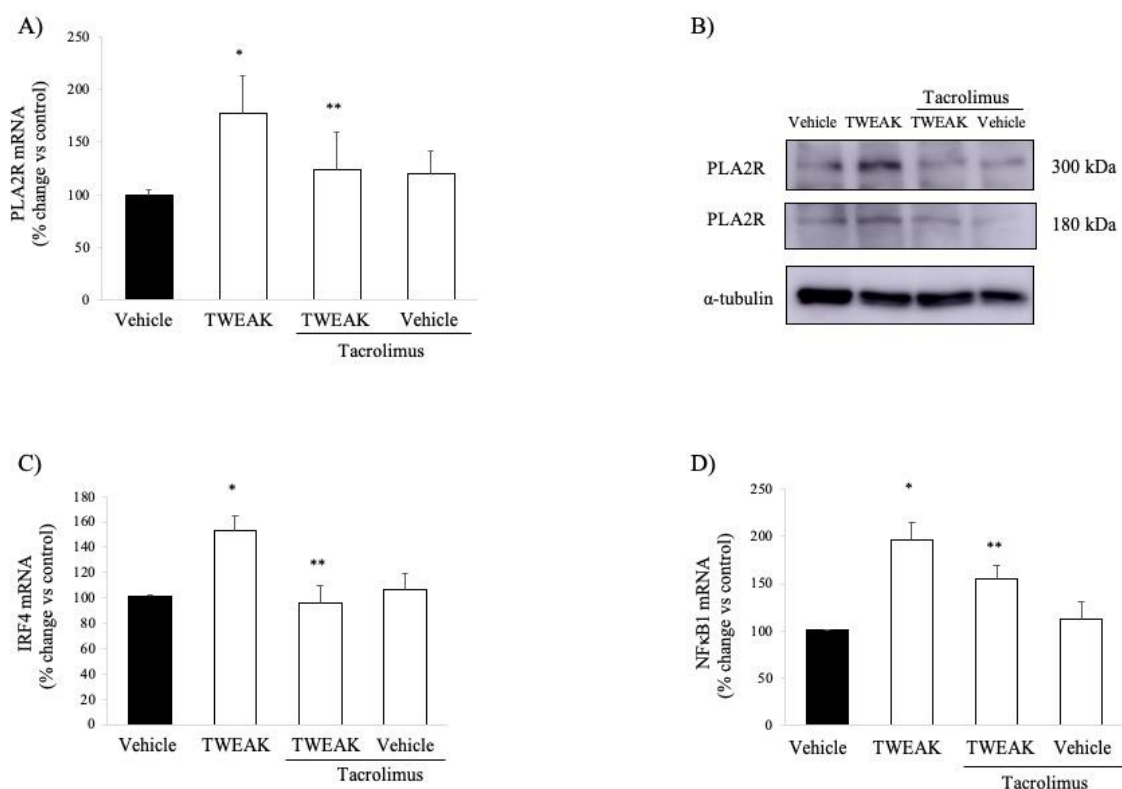 A)
PLA2R mRNA
(% change vs control)
250
200
150
100
50
0
*
**
Vehicle TWEAK TWEAK Vehicle
Tacrolimus
B)
Tacrolimus
Vehicle TWEAK TWEAK Vehicle
PLA2R 300 kDa
PLA2R 180 kDa
α-tubulin
C)
IRF4 mRNA
(% change vs control)
180
160
140
120
100
80
60
40
20
0
*
**
Vehicle TWEAK TWEAK Vehicle
Tacrolimus
D)
NFκB1 mRNA
(% change vs control)
250
200
150
100
50
0
*
**
Vehicle TWEAK TWEAK Vehicle
Tacrolimus